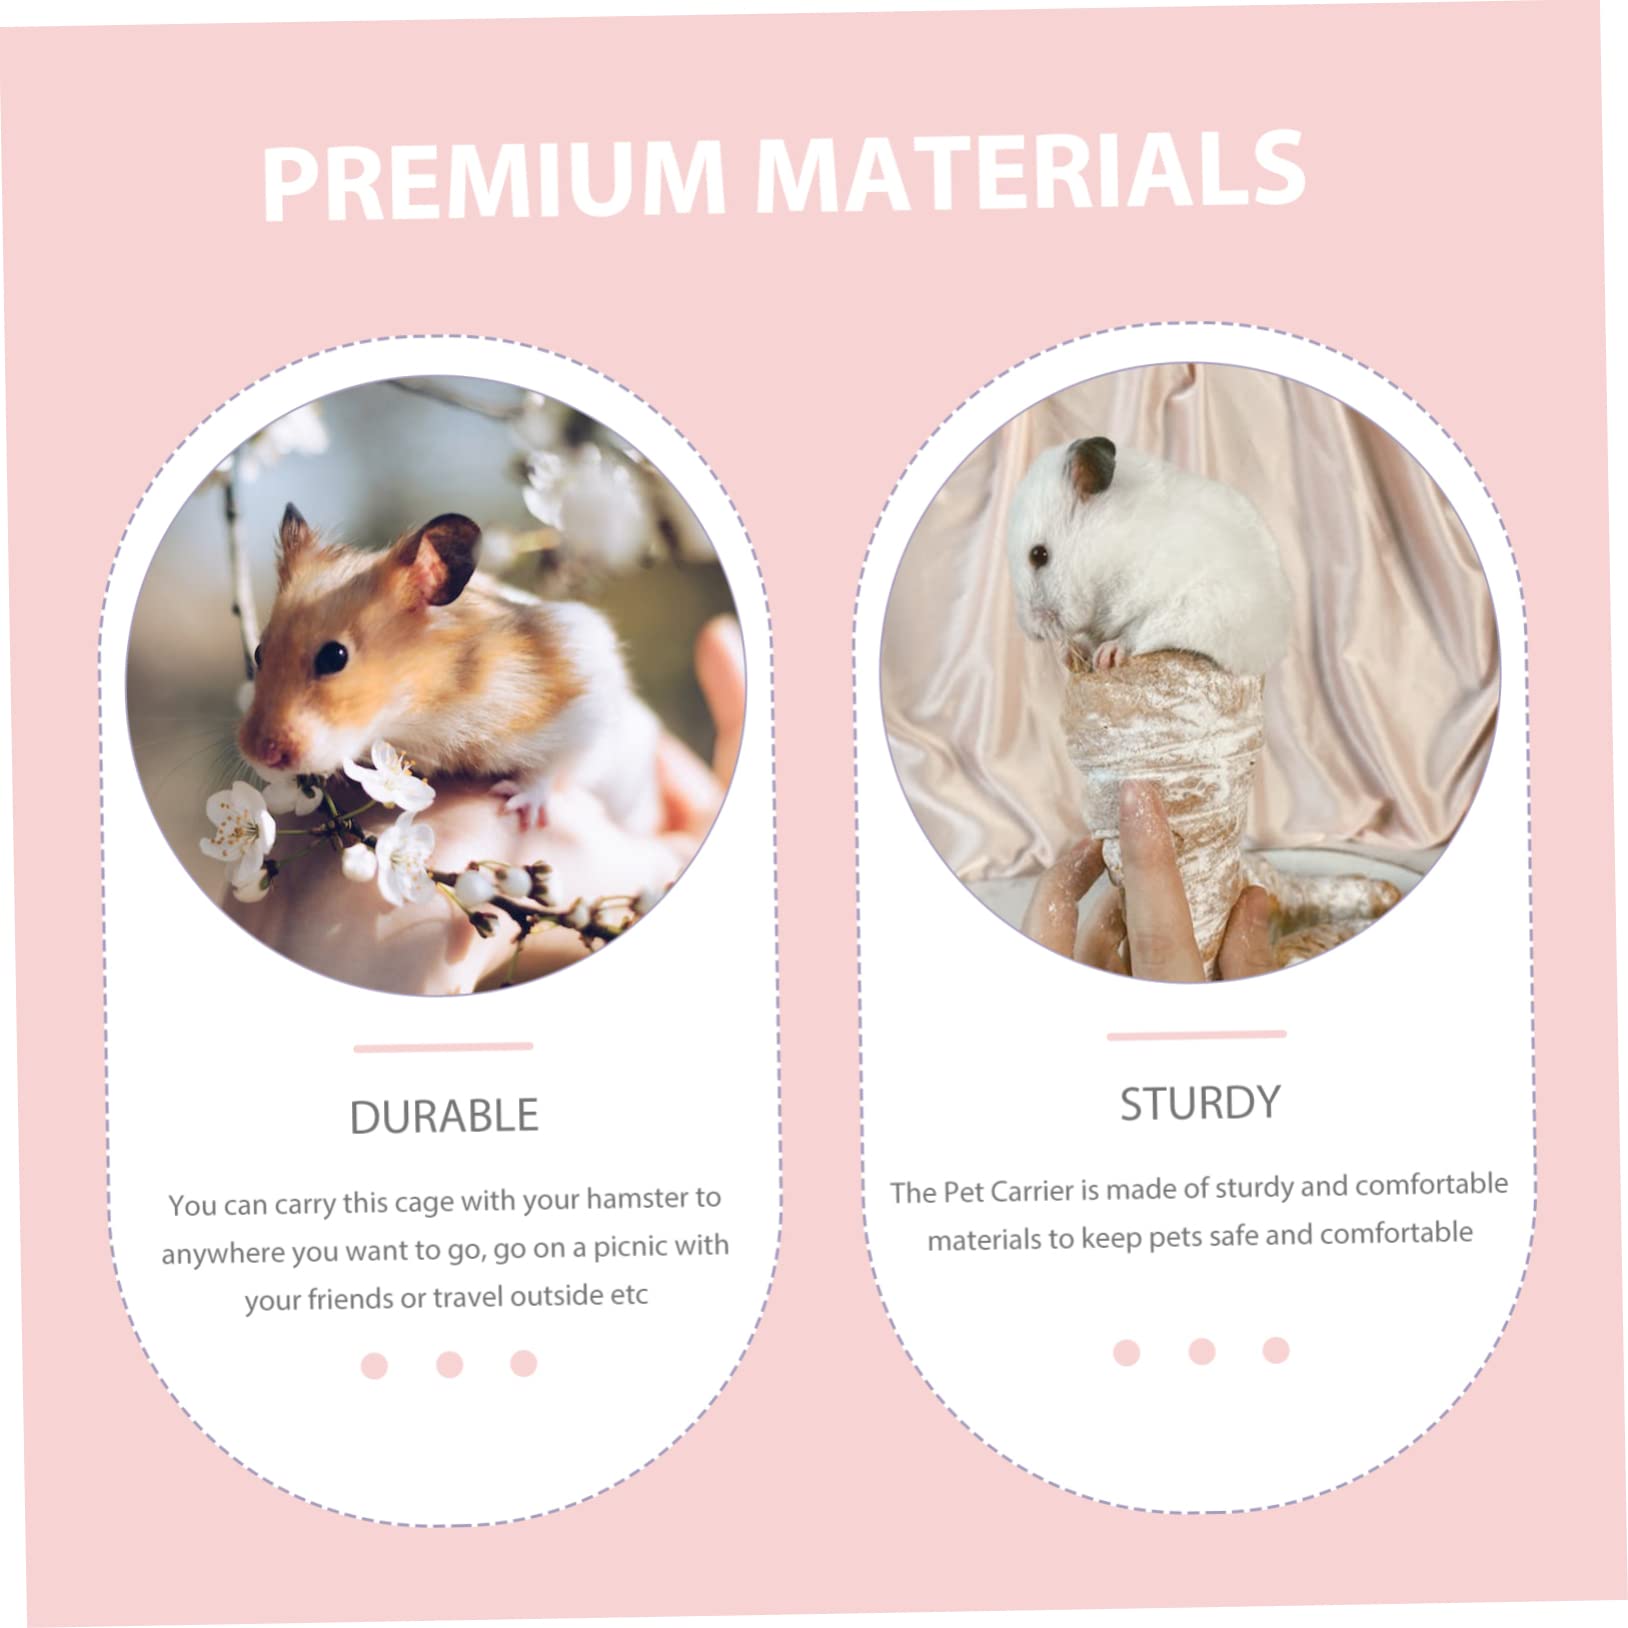 PREMIUM MATERIALS
DURABLE
You can carry this cage with your hamster to
anywhere you want to go, go on a picnic with
your friends or travel outside etc
STURDY
The Pet Carrier is made of sturdy and comfortable
materials to keep pets safe and comfortable